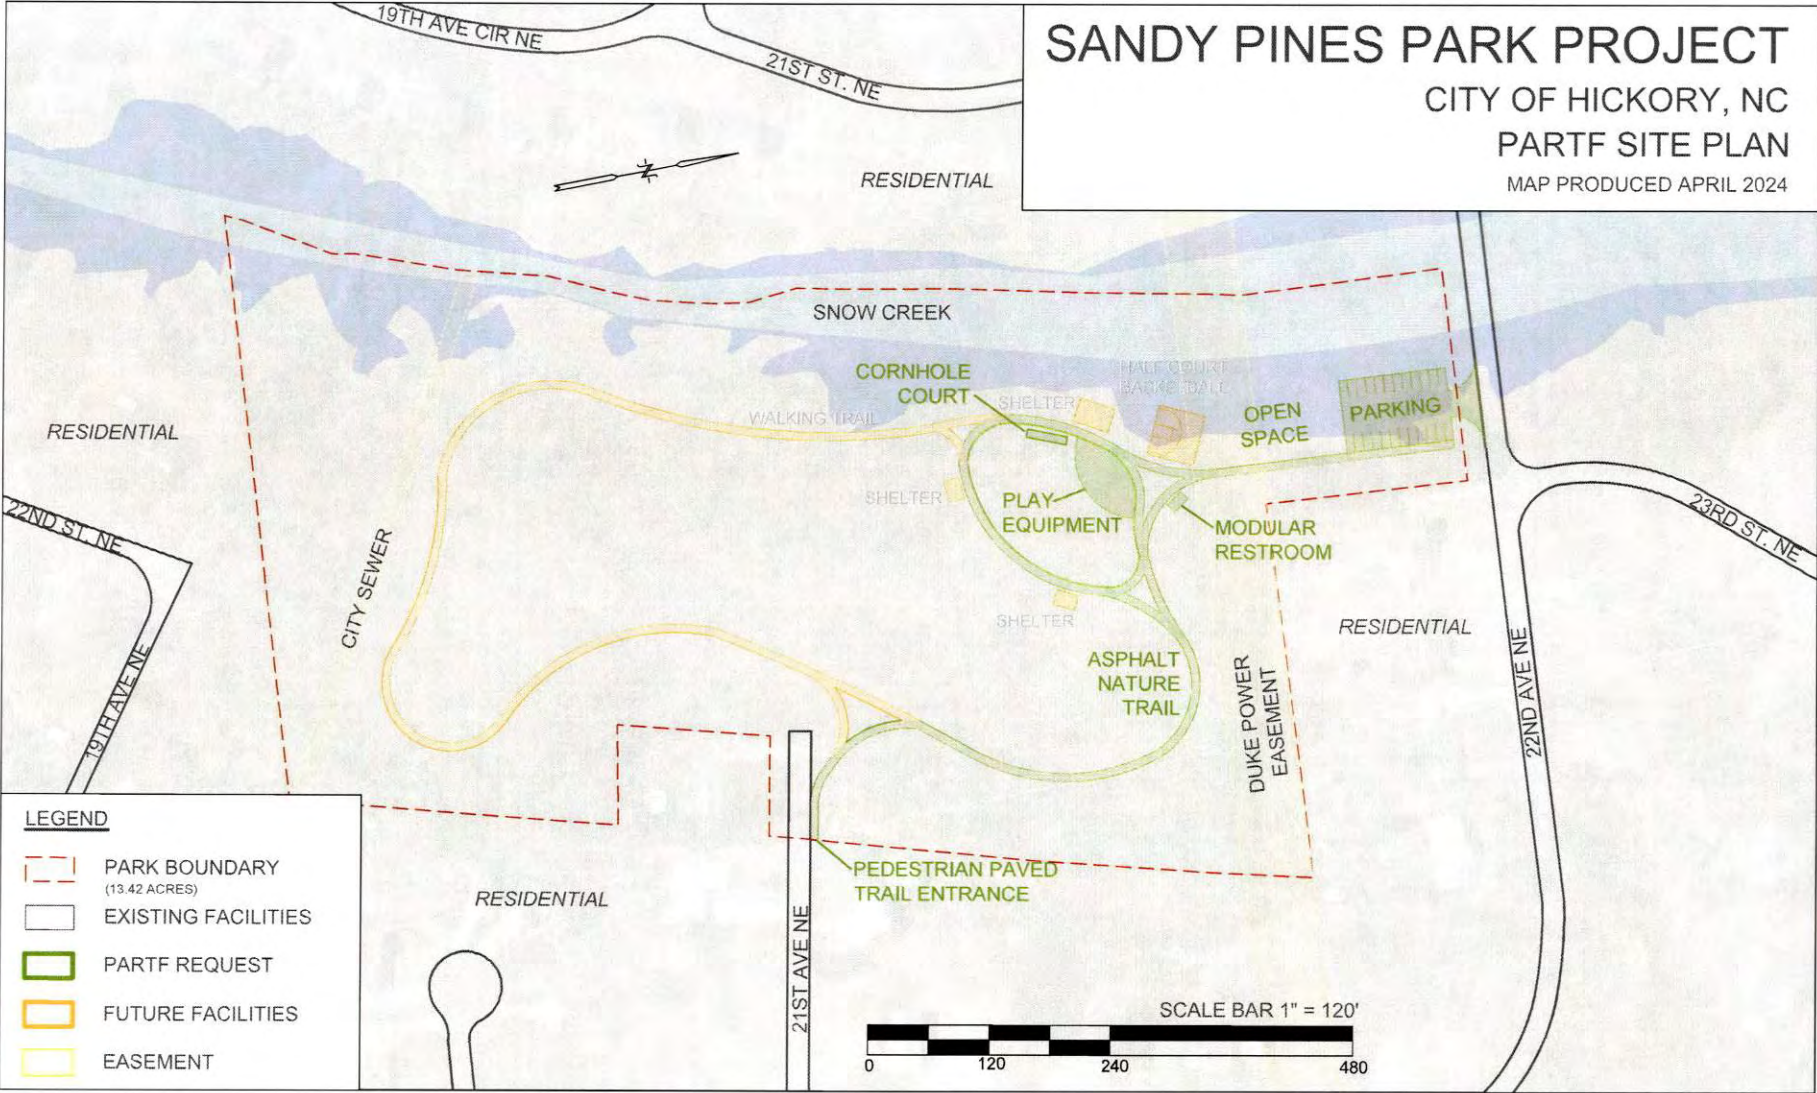 19TH AVE CIR NE
21ST ST. NE
SANDY PINES PARK PROJECT
CITY OF HICKORY, NC
PARTF SITE PLAN
MAP PRODUCED APRIL 2024
N
RESIDENTIAL
SNOW CREEK
CORNHOLE
COURT
SHELTER
HALF COURT
WALKING TRAIL
OPEN
SPACE
PARKING
RESIDENTIAL
SHELTER
PLAY
EQUIPMENT
MODULAR
RESTROOM
22ND ST. NE
23RD ST. NE
CITY SEWER
SHELTER
RESIDENTIAL
19TH AVE NE
ASPHALT
NATURE
TRAIL
DUKE POWER
EASEMENT
22ND AVE NE
PEDESTRIAN PAVED
TRAIL ENTRANCE
RESIDENTIAL
21ST AVE NE
LEGEND
PARK BOUNDARY
(13.42 ACRES)
EXISTING FACILITIES
PARTF REQUEST
FUTURE FACILITIES
EASEMENT
SCALE BAR 1" = 120'
0 120 240 480